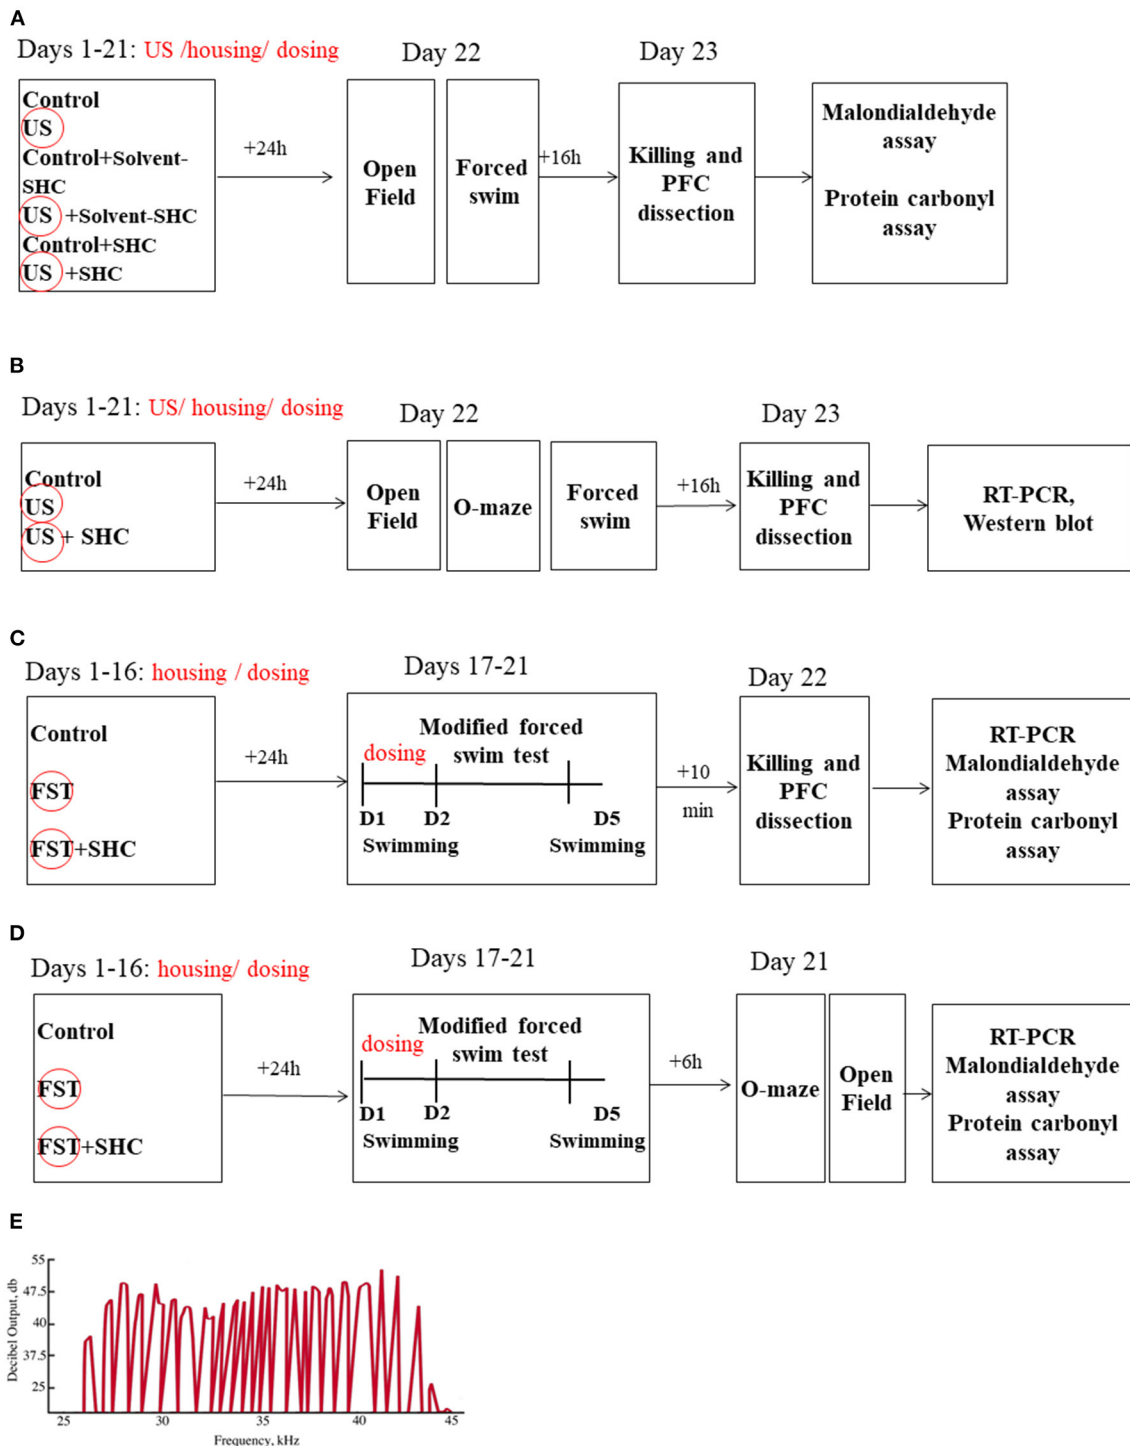 A
Days 1-21: US /housing/ dosing
Day 22
Day 23
Control
US
Control+Solvent-
SHC
US +Solvent-SHC
Control+SHC
US +SHC
+24h
Open
Field
Forced
swim
+16h
Killing and
PFC
dissection
Malondialdehyde
assay
Protein carbonyl
assay
B
Days 1-21: US/ housing/ dosing
Day 22
Day 23
Control
US
US + SHC
+24h
Open
Field
O-maze
Forced
swim
+16h
Killing and
PFC
dissection
RT-PCR,
Western blot
C
Days 1-16: housing / dosing
Days 17-21
Day 22
Control
FST
FST+SHC
+24h
Modified forced
swim test
dosing
D1
D2
D5
Swimming
Swimming
+10
min
Killing and
PFC
dissection
RT-PCR
Malondialdehyde
assay
Protein carbonyl
assay
D
Days 1-16: housing/ dosing
Days 17-21
Day 21
Control
FST
FST+SHC
+24h
Modified forced
swim test
dosing
D1
D2
D5
Swimming
Swimming
+6h
O-maze
Open
Field
RT-PCR
Malondialdehyde
assay
Protein carbonyl
assay
E
Decibel Output, db
55
47.5
40
37.5
25
25
30
35
40
45
Frequency, kHz